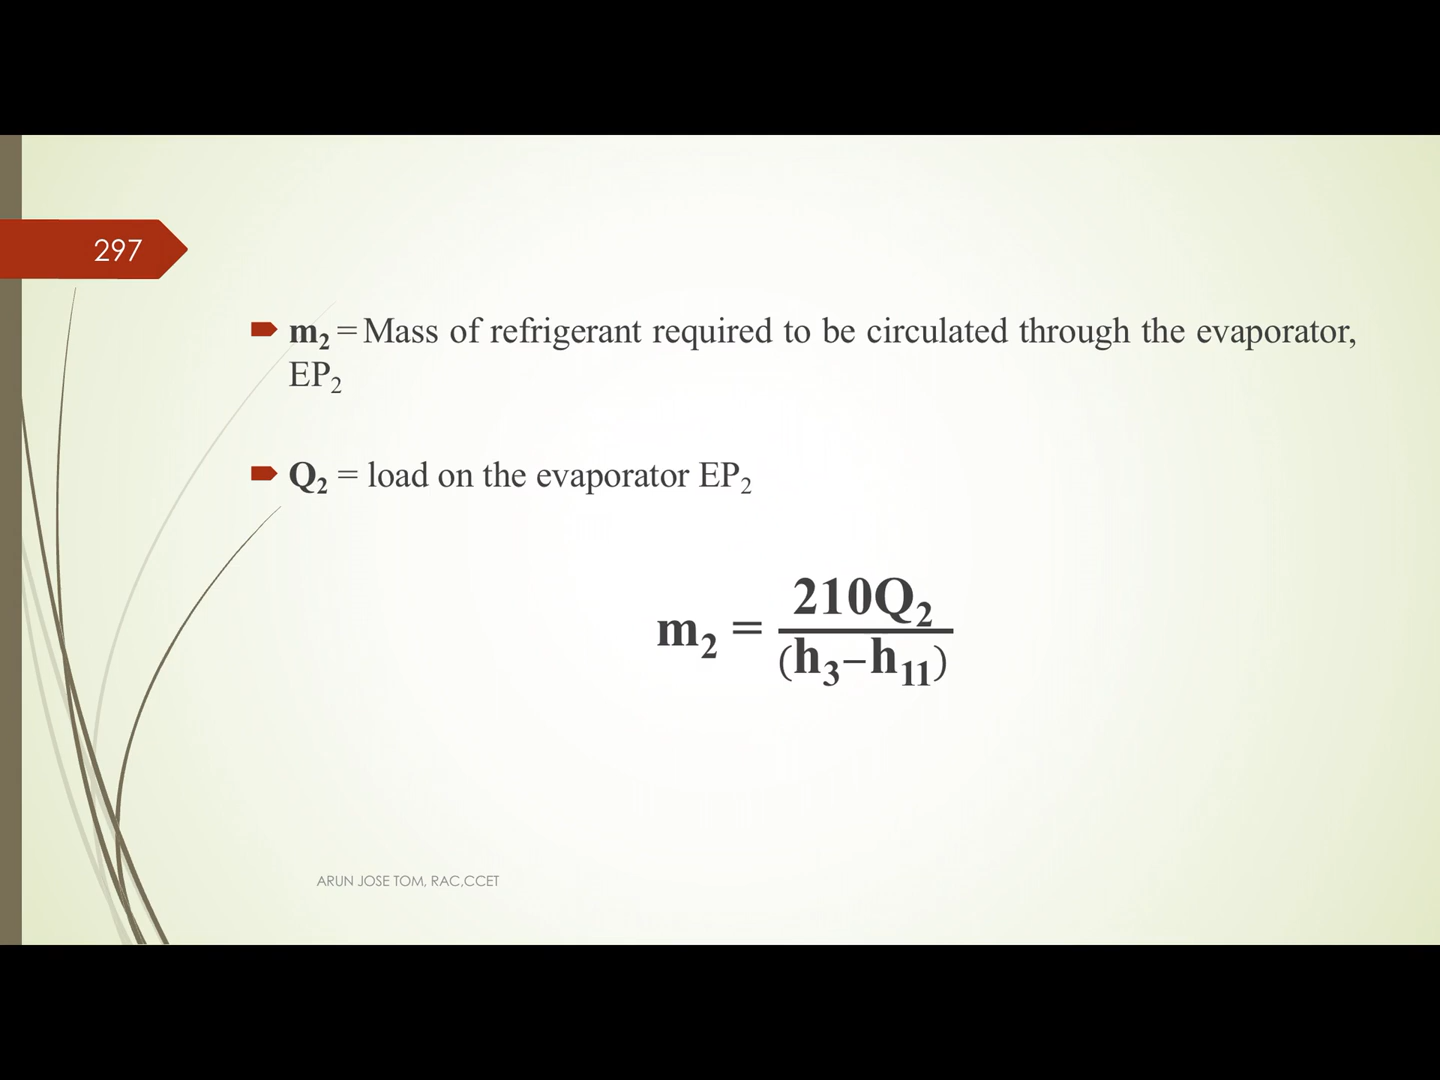 297
m₂ = Mass of refrigerant required to be circulated through the evaporator,
EP₂
Q₂ = load on the evaporator EP₂
m₂ = 210Q₂ / (h₃−h₁₁)
ARUN JOSE TOM, RAC,CCET